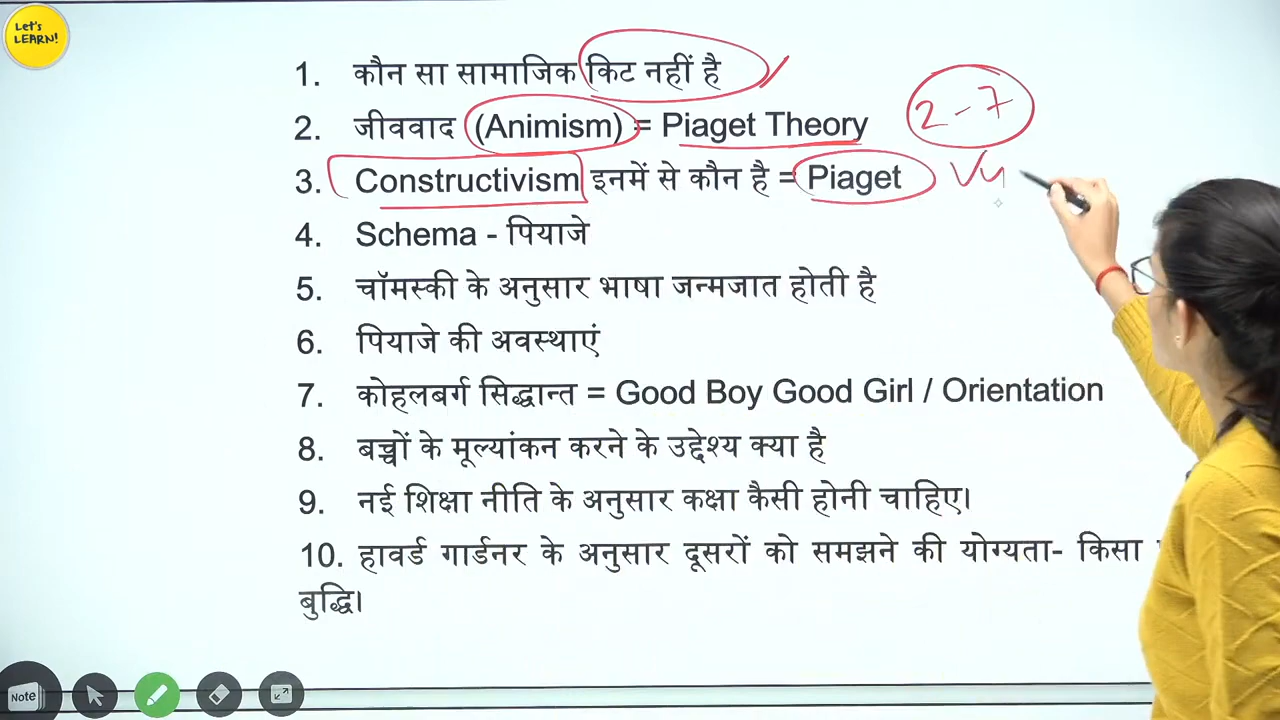 Let's
LEARN!
1. कौन सा सामाजिक किट नहीं है
2. जीववाद (Animism) = Piaget Theory 2-7
3. Constructivism इनमें से कौन है = Piaget Vy
4. Schema - पियाजे
5. चॉमस्की के अनुसार भाषा जन्मजात होती है
6. पियाजे की अवस्थाएं
7. कोहलबर्ग सिद्धान्त = Good Boy Good Girl / Orientation
8. बच्चों के मूल्यांकन करने के उद्देश्य क्या है
9. नई शिक्षा नीति के अनुसार कक्षा कैसी होनी चाहिए।
10. हावर्ड गार्डनर के अनुसार दूसरों को समझने की योग्यता- किसा
बुद्धि।
Note